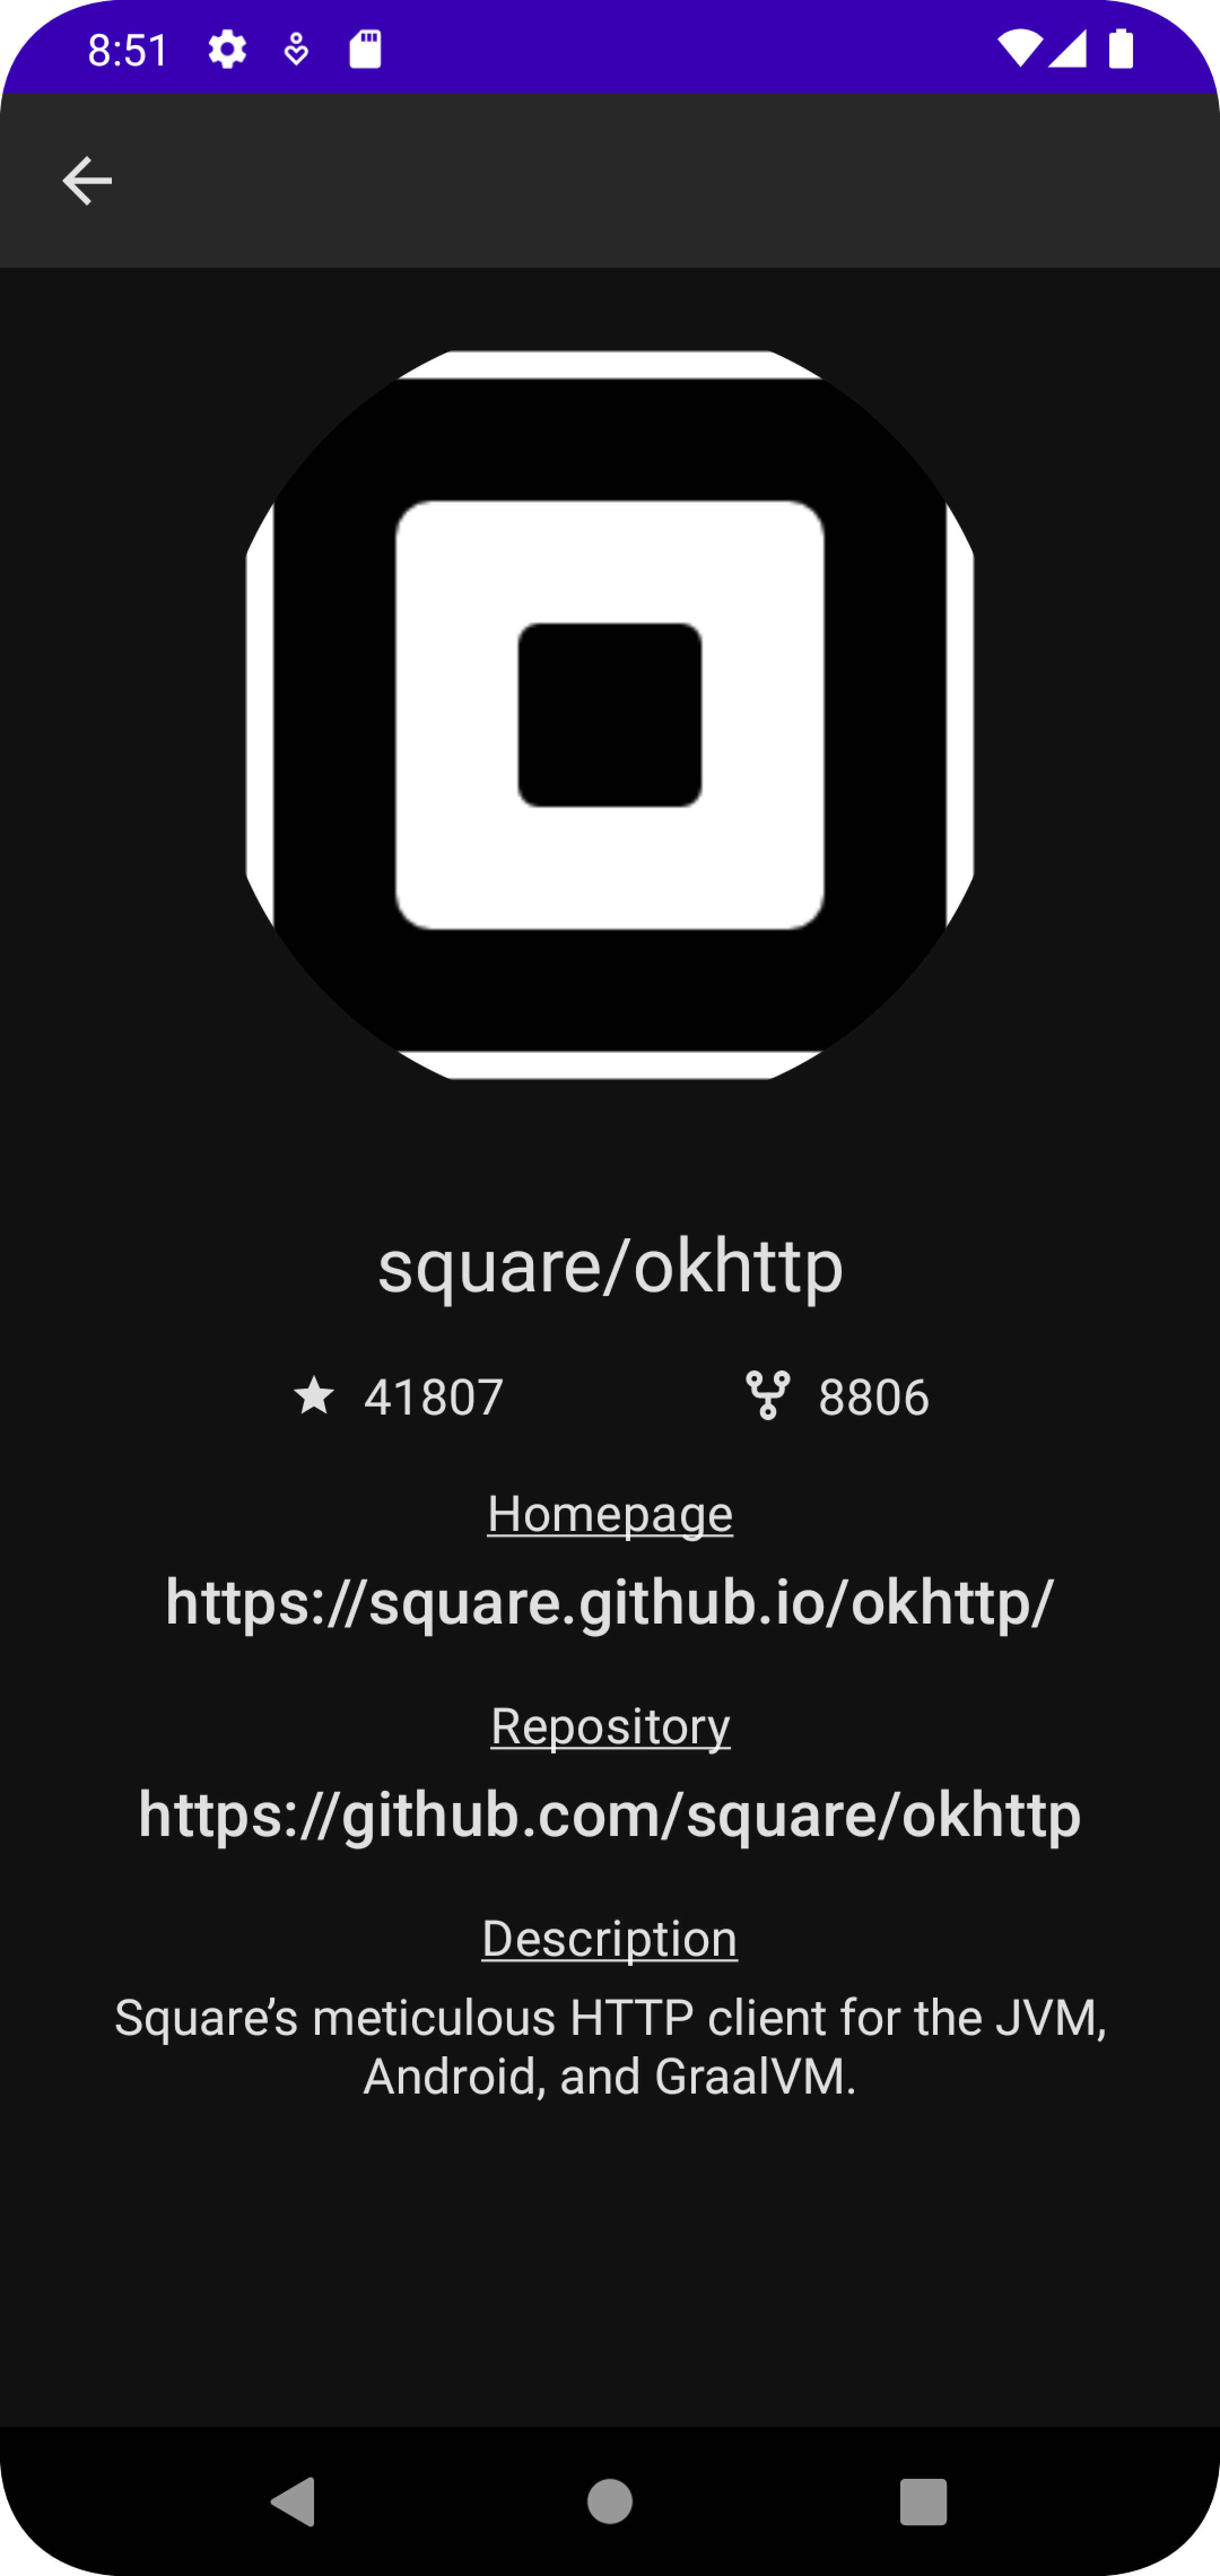 8:51
square/okhttp
41807 8806
Homepage
https://square.github.io/okhttp/
Repository
https://github.com/square/okhttp
Description
Square’s meticulous HTTP client for the JVM,
Android, and GraalVM.